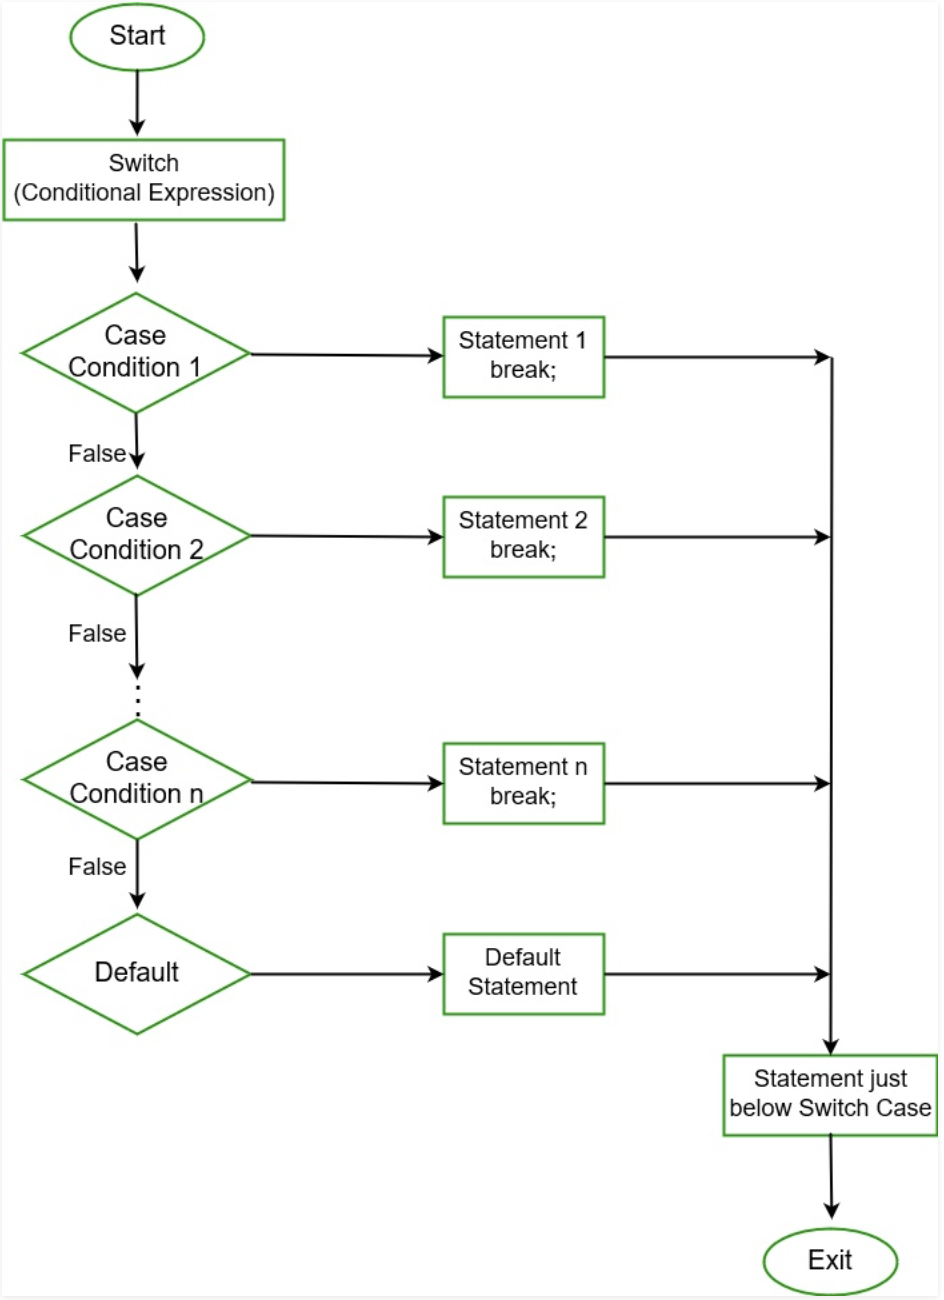 Start
Switch
(Conditional Expression)
Case
Condition 1
Statement 1
break;
False
Case
Condition 2
Statement 2
break;
False
Case
Condition n
Statement n
break;
False
Default
Default
Statement
Statement just
below Switch Case
Exit